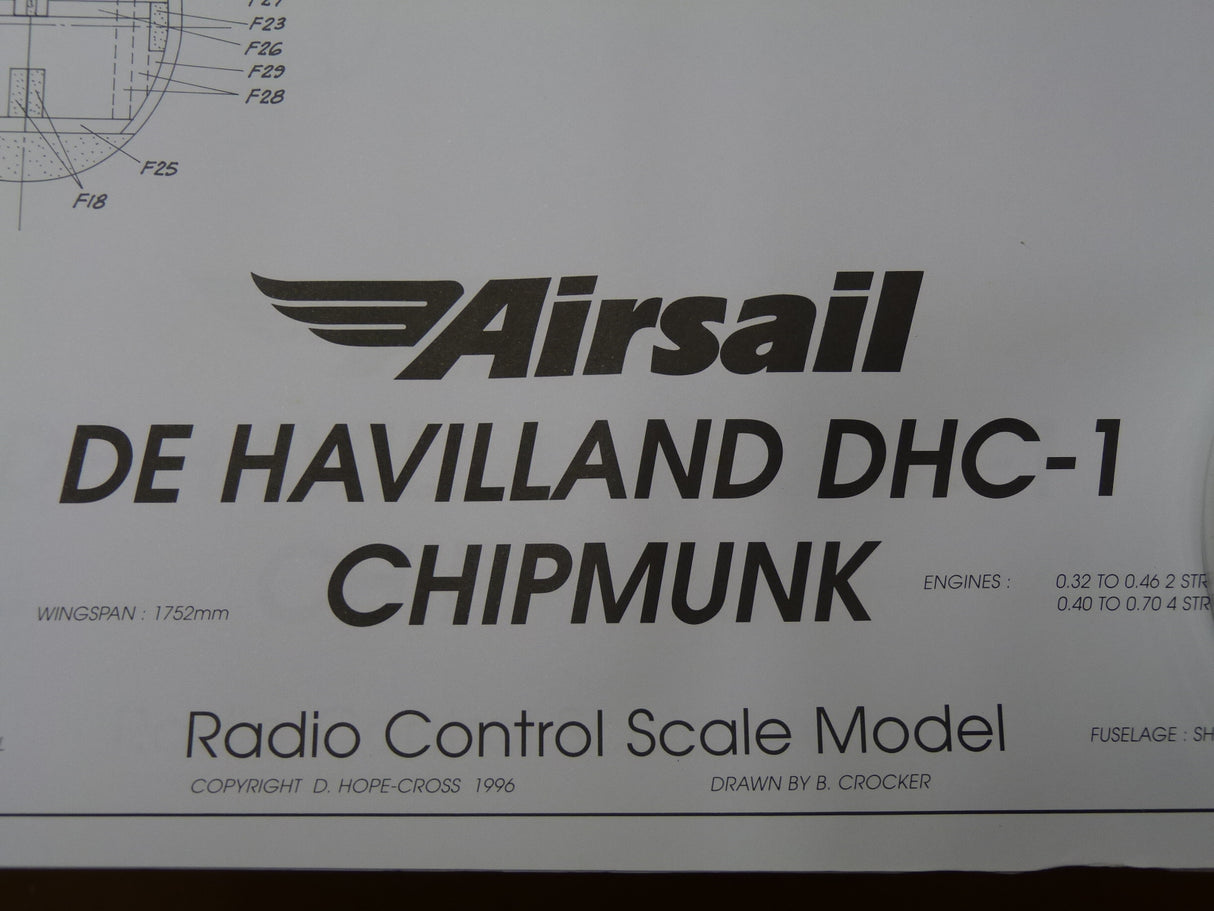 F23
F26
F29
F28
F25
F18
Airsail
DE HAVILLAND DHC-1
CHIPMUNK
WINGSPAN : 1752mm
ENGINES : 0.32 TO 0.46 2 STR
0.40 TO 0.70 4 STR
Radio Control Scale Model
FUSELAGE : SH
COPYRIGHT D. HOPE-CROSS 1996
DRAWN BY B. CROCKER